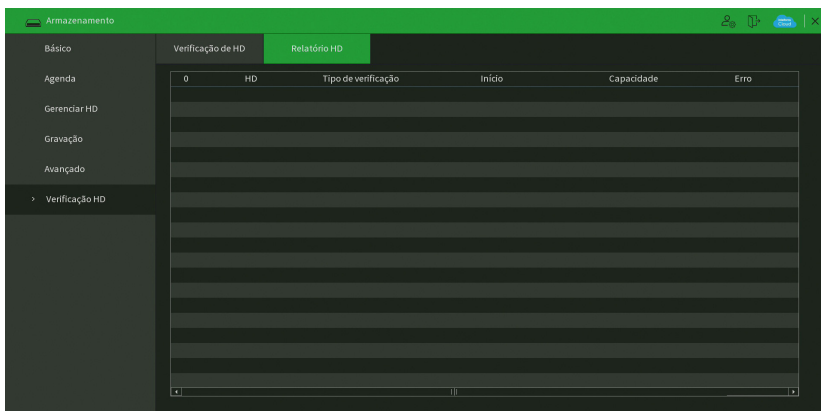 Armazenamento
Cloud
Básico
Agenda
Gerenciar HD
Gravação
Avançado
Verificação HD
Verificação de HD
Relatório HD
0 HD Tipo de verificação Início Capacidade Erro